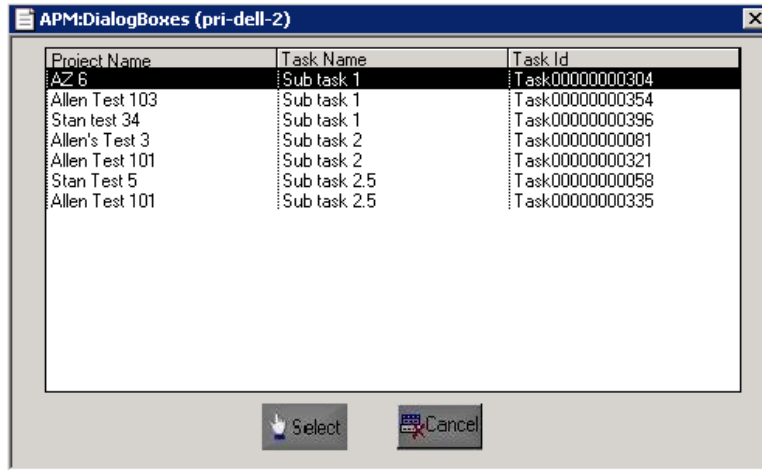 APM:DialogBoxes (pri-dell-2)
Project Name Task Name Task Id
AZ 6 Sub task 1 Task00000000304
Allen Test 103 Sub task 1 Task00000000354
Stan test 34 Sub task 1 Task00000000396
Allen's Test 3 Sub task 2 Task00000000081
Allen Test 101 Sub task 2 Task00000000321
Stan Test 5 Sub task 2.5 Task00000000058
Allen Test 101 Sub task 2.5 Task00000000335
Select Cancel